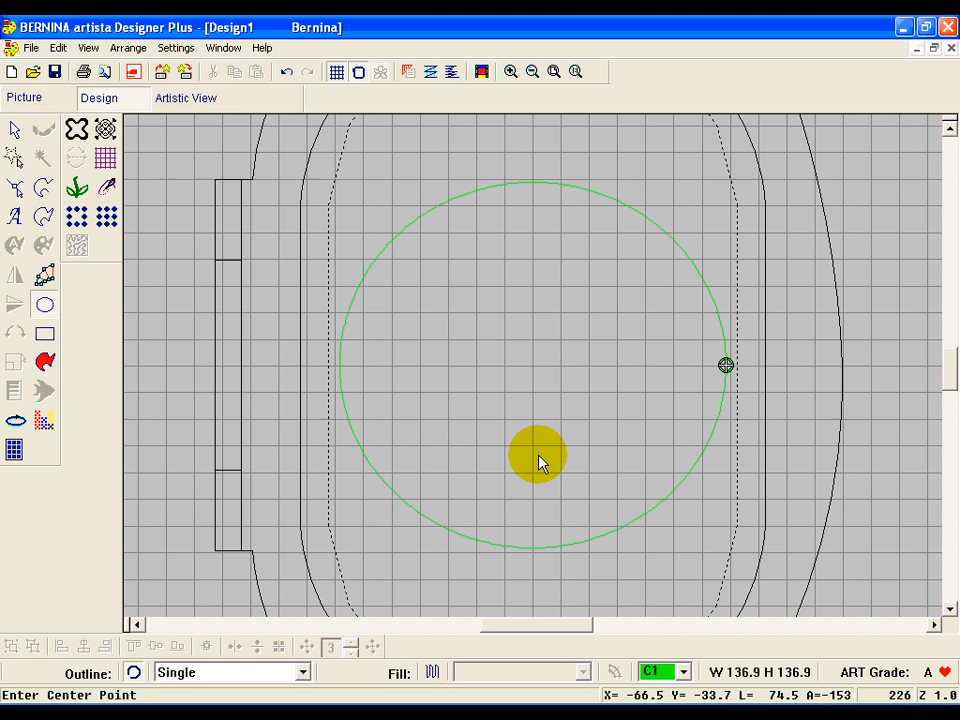 BERNINA artista Designer Plus - [Design1 Bernina]
File Edit View Arrange Settings Window Help
Picture Design Artistic View
A
3
Outline: Single Fill: C1 W 136.9 H 136.9 ART Grade: A
Enter Center Point X= -66.5 Y= -33.7 L= 74.5 A=-153 226 Z 1.0